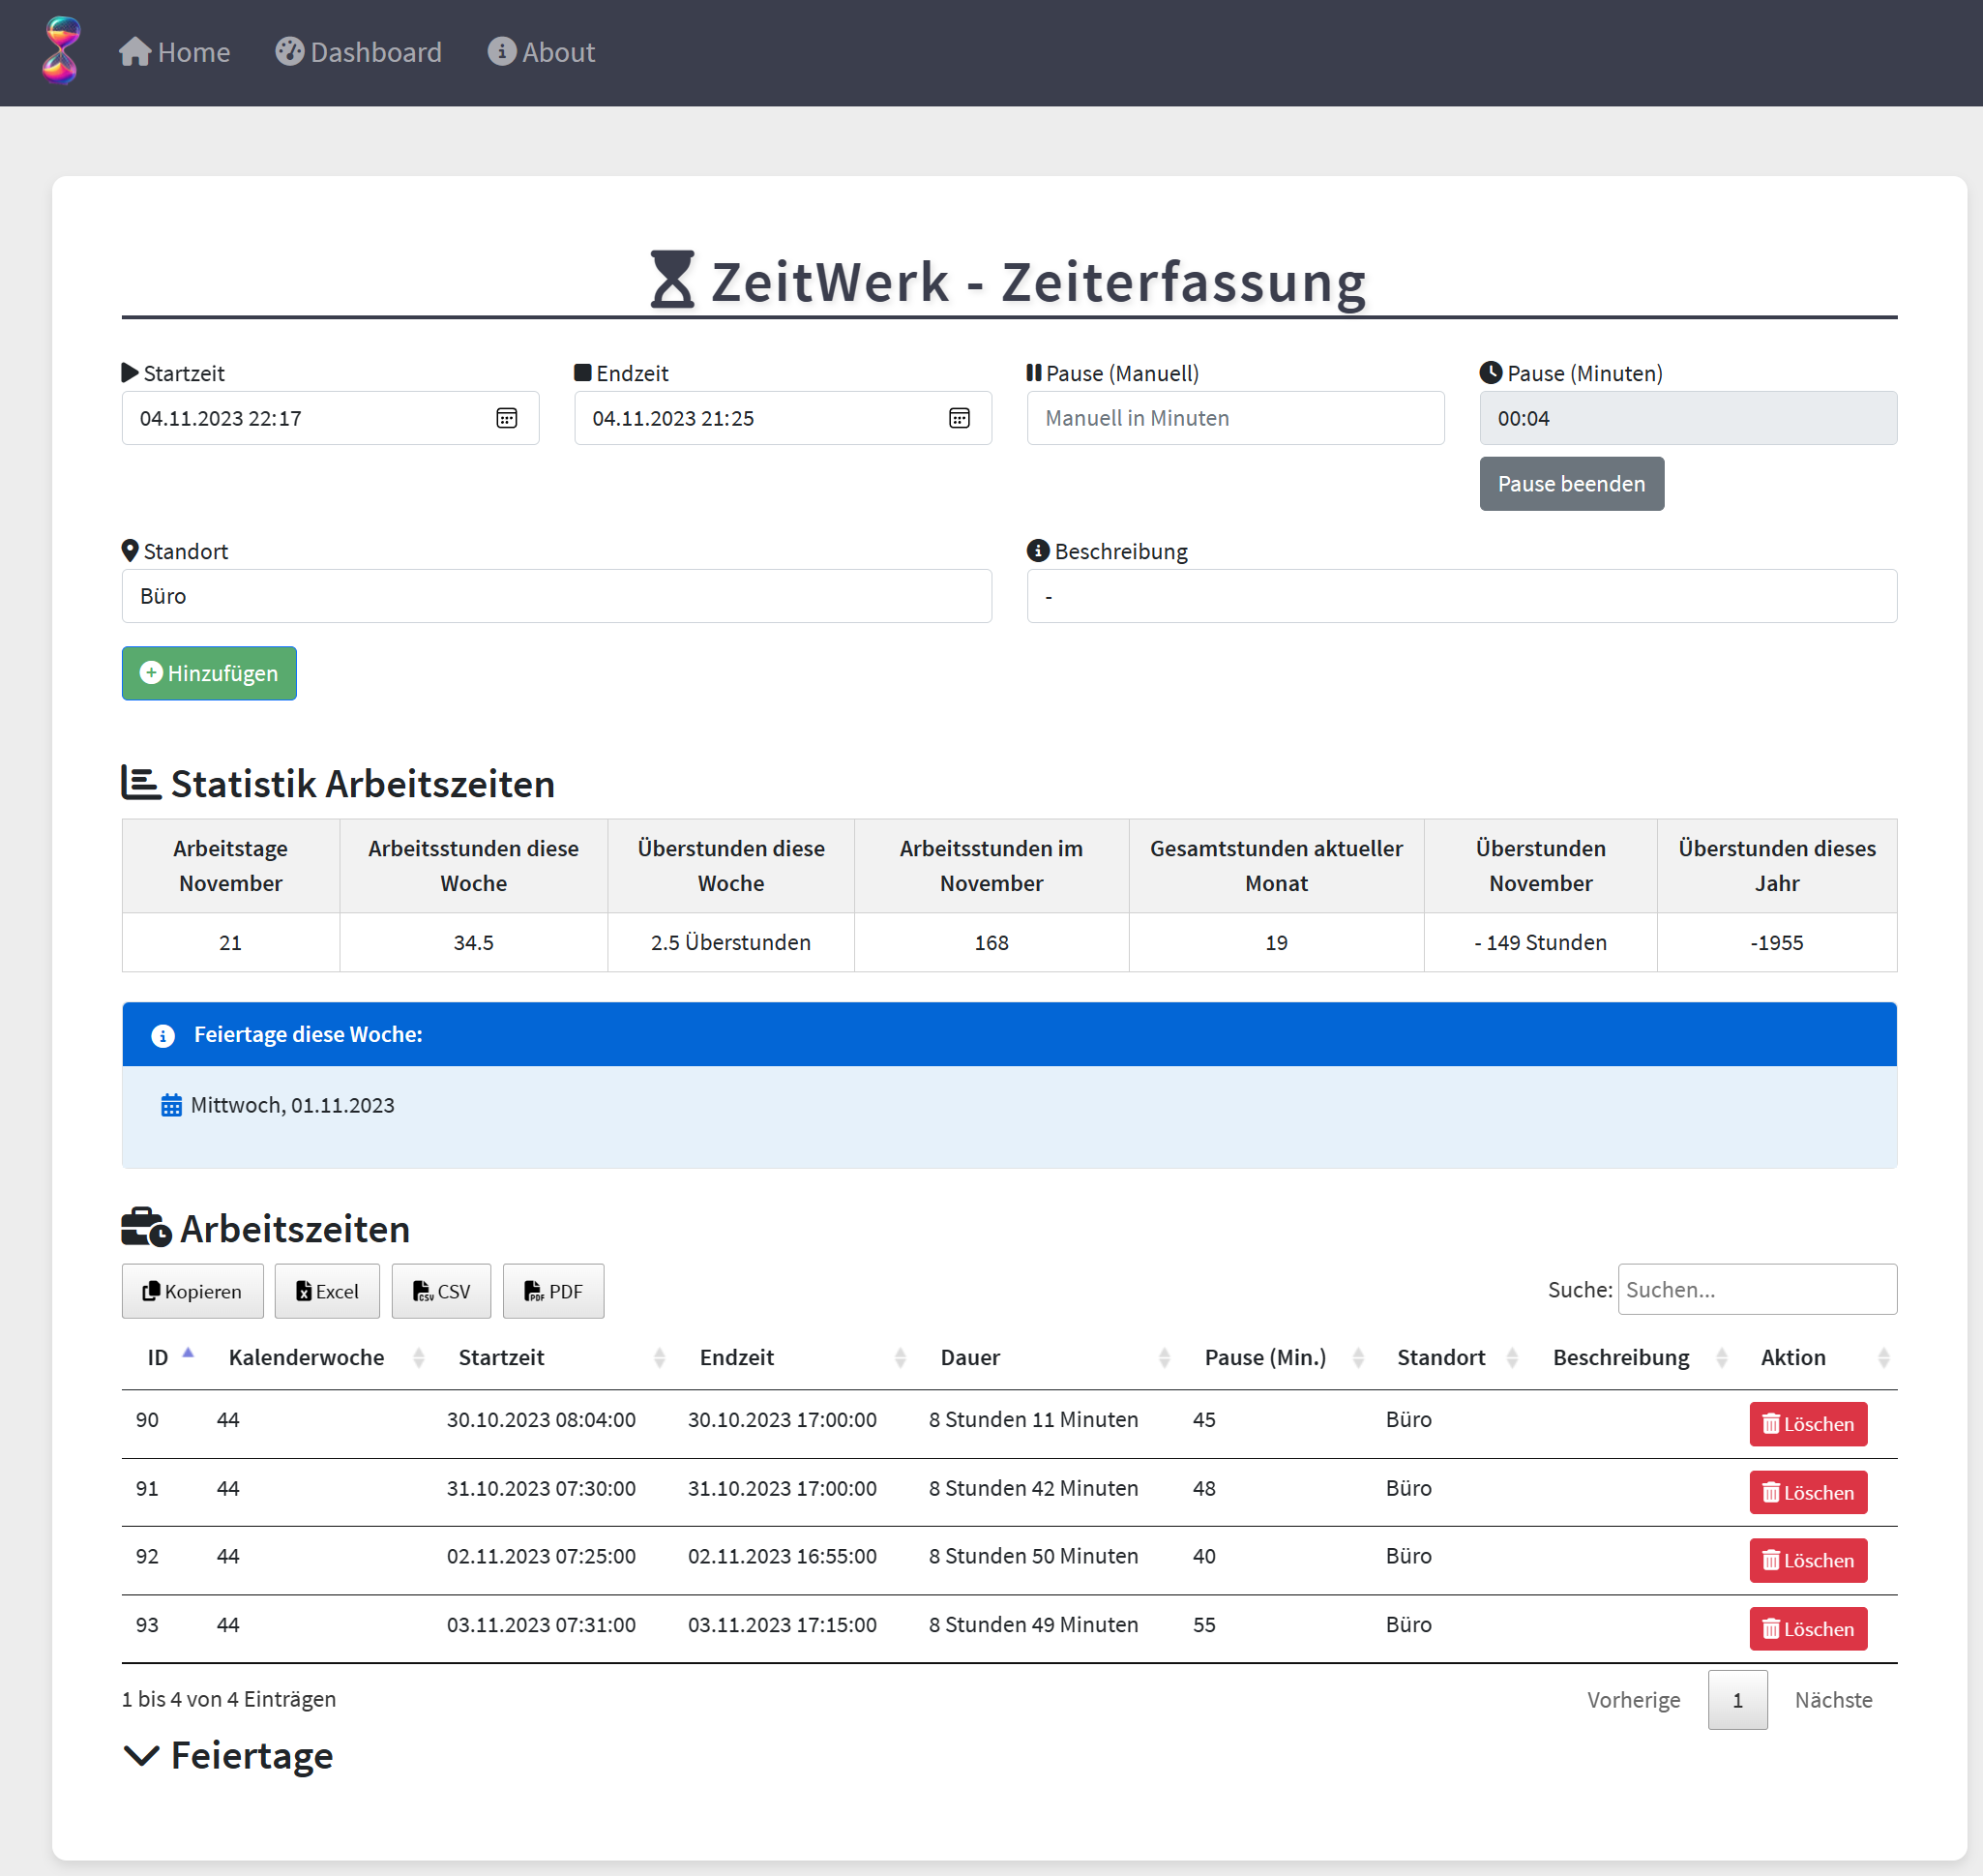 Home Dashboard About
ZeitWerk - Zeiterfassung
Startzeit Endzeit Pause (Manuell) Pause (Minuten)
04.11.2023 22:17 04.11.2023 21:25 Manuell in Minuten 00:04
Pause beenden
Standort Beschreibung
Büro -
Hinzufügen
Statistik Arbeitszeiten
Arbeitstage November Arbeitsstunden diese Woche Überstunden diese Woche Arbeitsstunden im November Gesamtstunden aktueller Monat Überstunden November Überstunden dieses Jahr
21 34.5 2.5 Überstunden 168 19 - 149 Stunden -1955
Feiertage diese Woche:
Mittwoch, 01.11.2023
Arbeitszeiten
Kopieren Excel CSV PDF Suche: Suchen...
ID Kalenderwoche Startzeit Endzeit Dauer Pause (Min.) Standort Beschreibung Aktion
90 44 30.10.2023 08:04:00 30.10.2023 17:00:00 8 Stunden 11 Minuten 45 Büro Löschen
91 44 31.10.2023 07:30:00 31.10.2023 17:00:00 8 Stunden 42 Minuten 48 Büro Löschen
92 44 02.11.2023 07:25:00 02.11.2023 16:55:00 8 Stunden 50 Minuten 40 Büro Löschen
93 44 03.11.2023 07:31:00 03.11.2023 17:15:00 8 Stunden 49 Minuten 55 Büro Löschen
1 bis 4 von 4 Einträgen Vorherige 1 Nächste
Feiertage